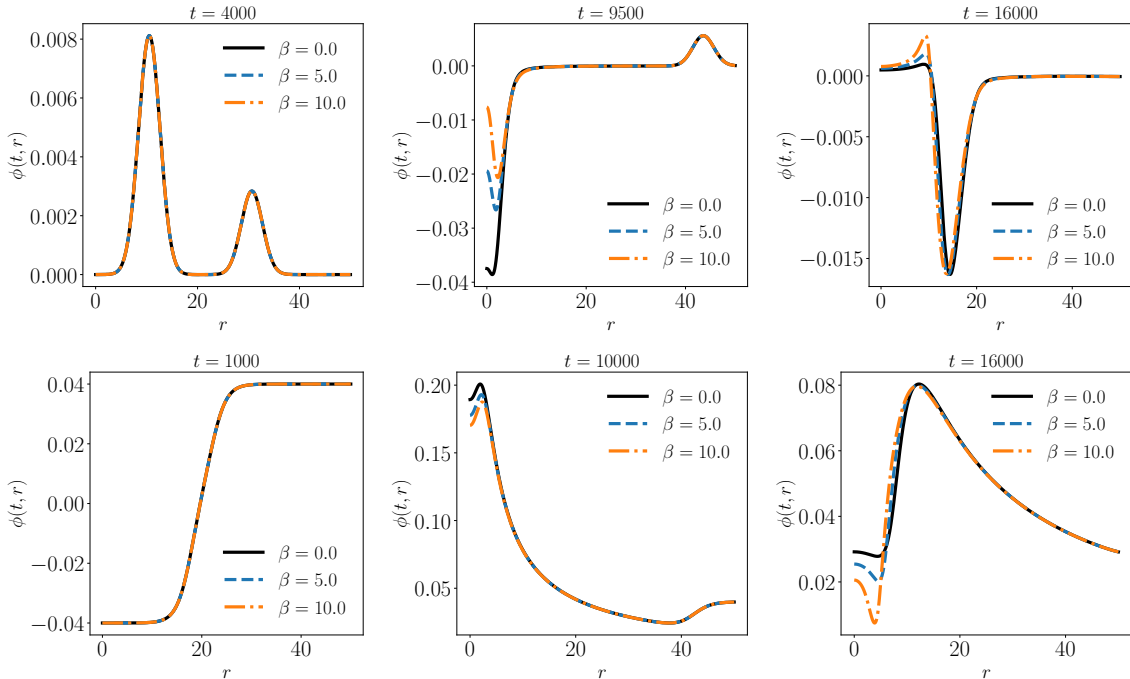 t = 4000
0.008
0.006
0.004
0.002
0.000
ϕ(t, r)
β = 0.0
β = 5.0
β = 10.0
0 20 40
r
t = 9500
0.00
−0.01
−0.02
−0.03
−0.04
ϕ(t, r)
β = 0.0
β = 5.0
β = 10.0
0 20 40
r
t = 16000
0.000
−0.005
−0.010
−0.015
ϕ(t, r)
β = 0.0
β = 5.0
β = 10.0
0 20 40
r
t = 1000
0.04
0.02
0.00
−0.02
−0.04
ϕ(t, r)
β = 0.0
β = 5.0
β = 10.0
0 20 40
r
t = 10000
0.20
0.15
0.10
0.05
ϕ(t, r)
β = 0.0
β = 5.0
β = 10.0
0 20 40
r
t = 16000
0.08
0.06
0.04
0.02
ϕ(t, r)
β = 0.0
β = 5.0
β = 10.0
0 20 40
r